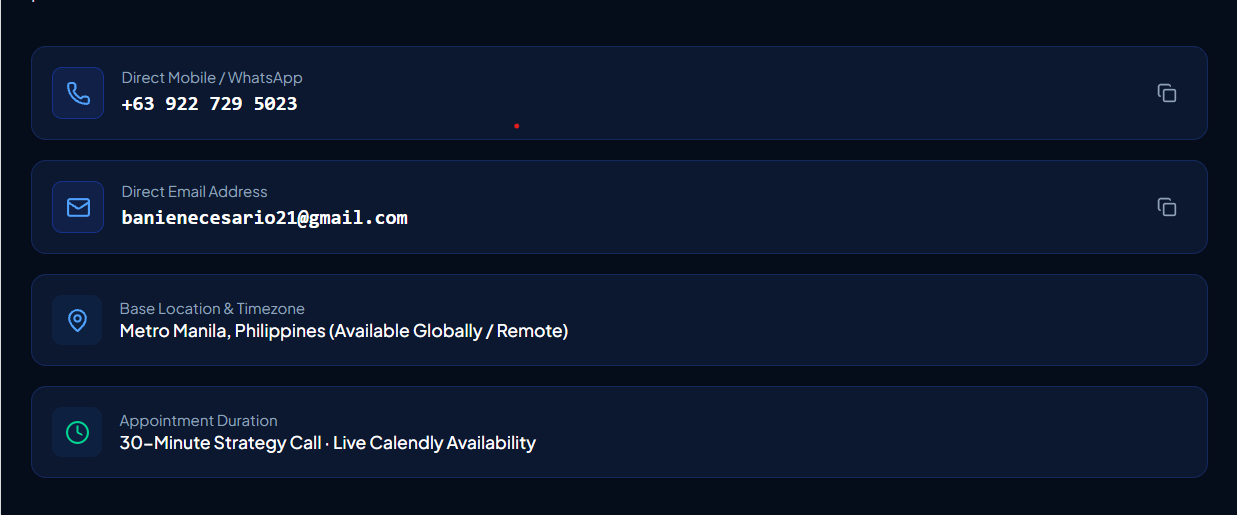 Direct Mobile / WhatsApp
+63 922 729 5023
Direct Email Address
banienecesario21@gmail.com
Base Location & Timezone
Metro Manila, Philippines (Available Globally / Remote)
Appointment Duration
30-Minute Strategy Call · Live Calendly Availability